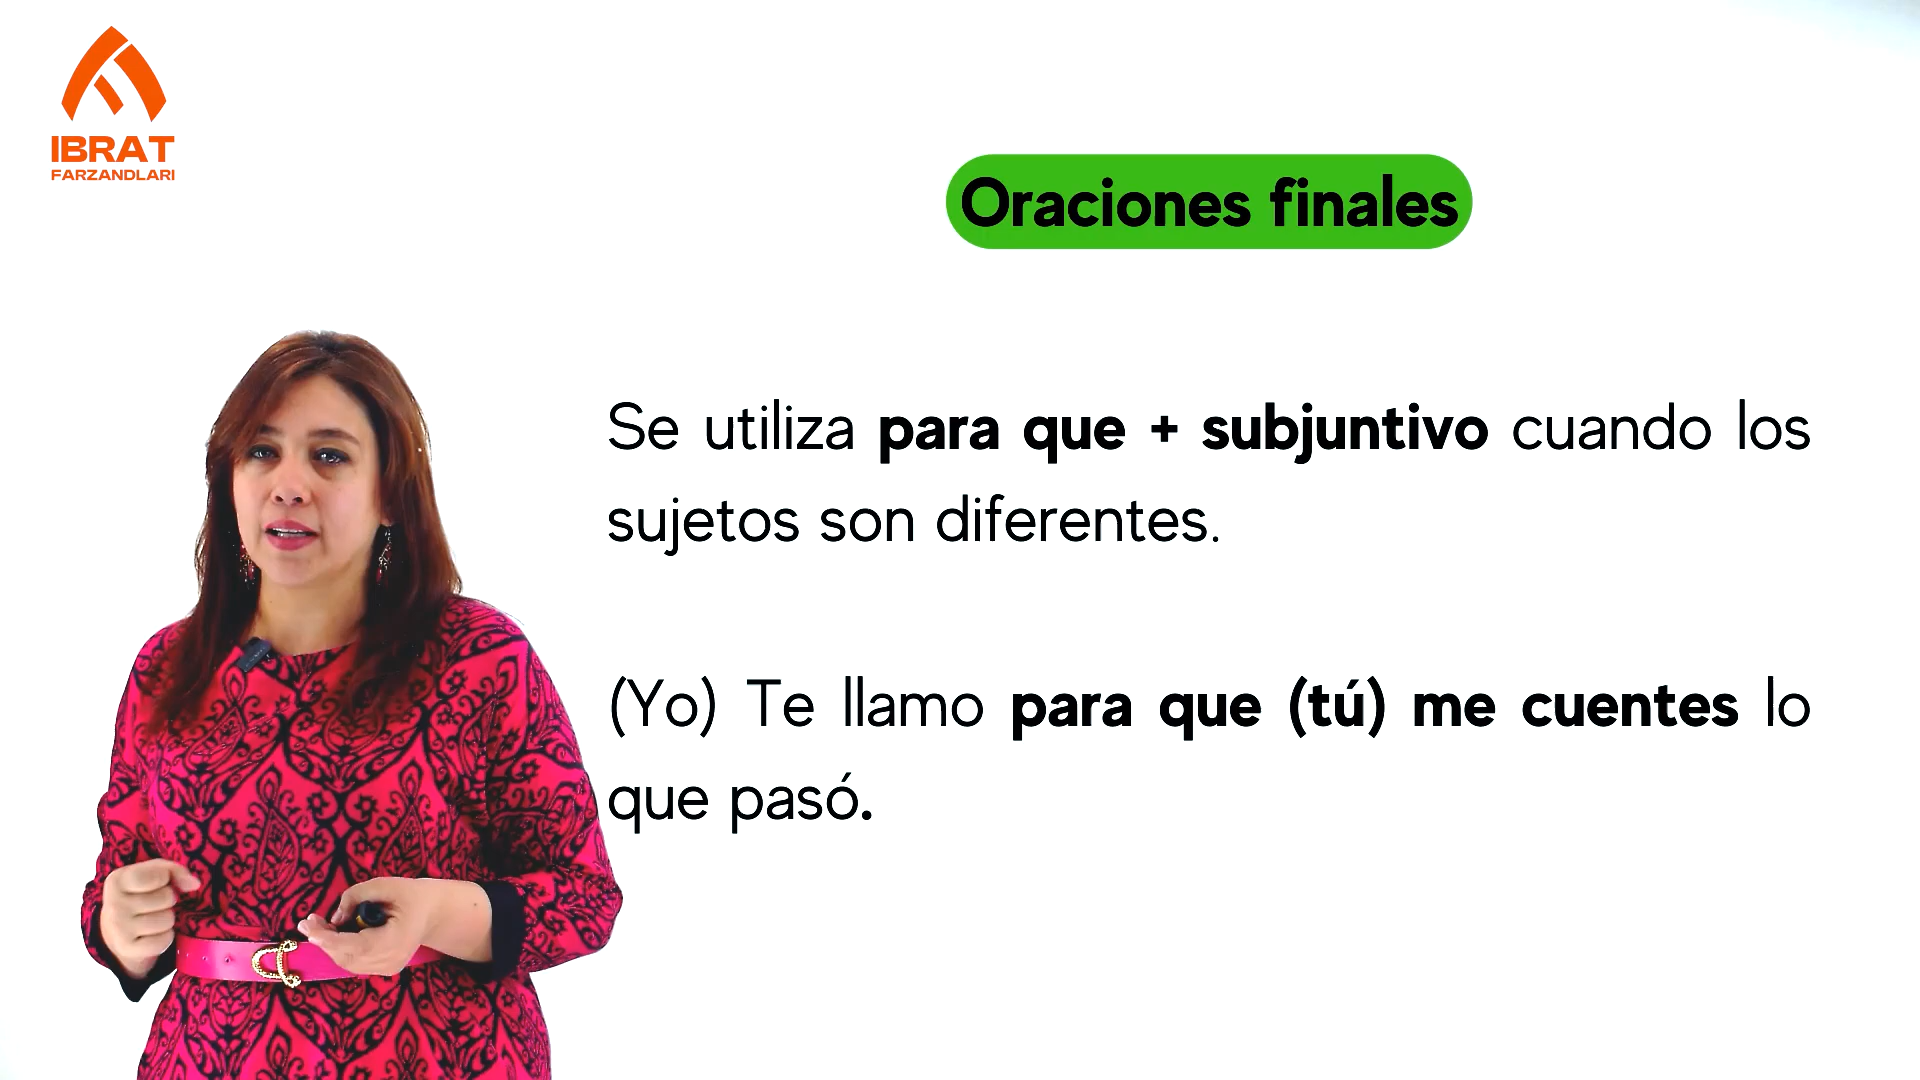 IBRAT
FARZANDLARI
Oraciones finales
Se utiliza para que + subjuntivo cuando los
sujetos son diferentes.
(Yo) Te llamo para que (tú) me cuentes lo
que pasó.